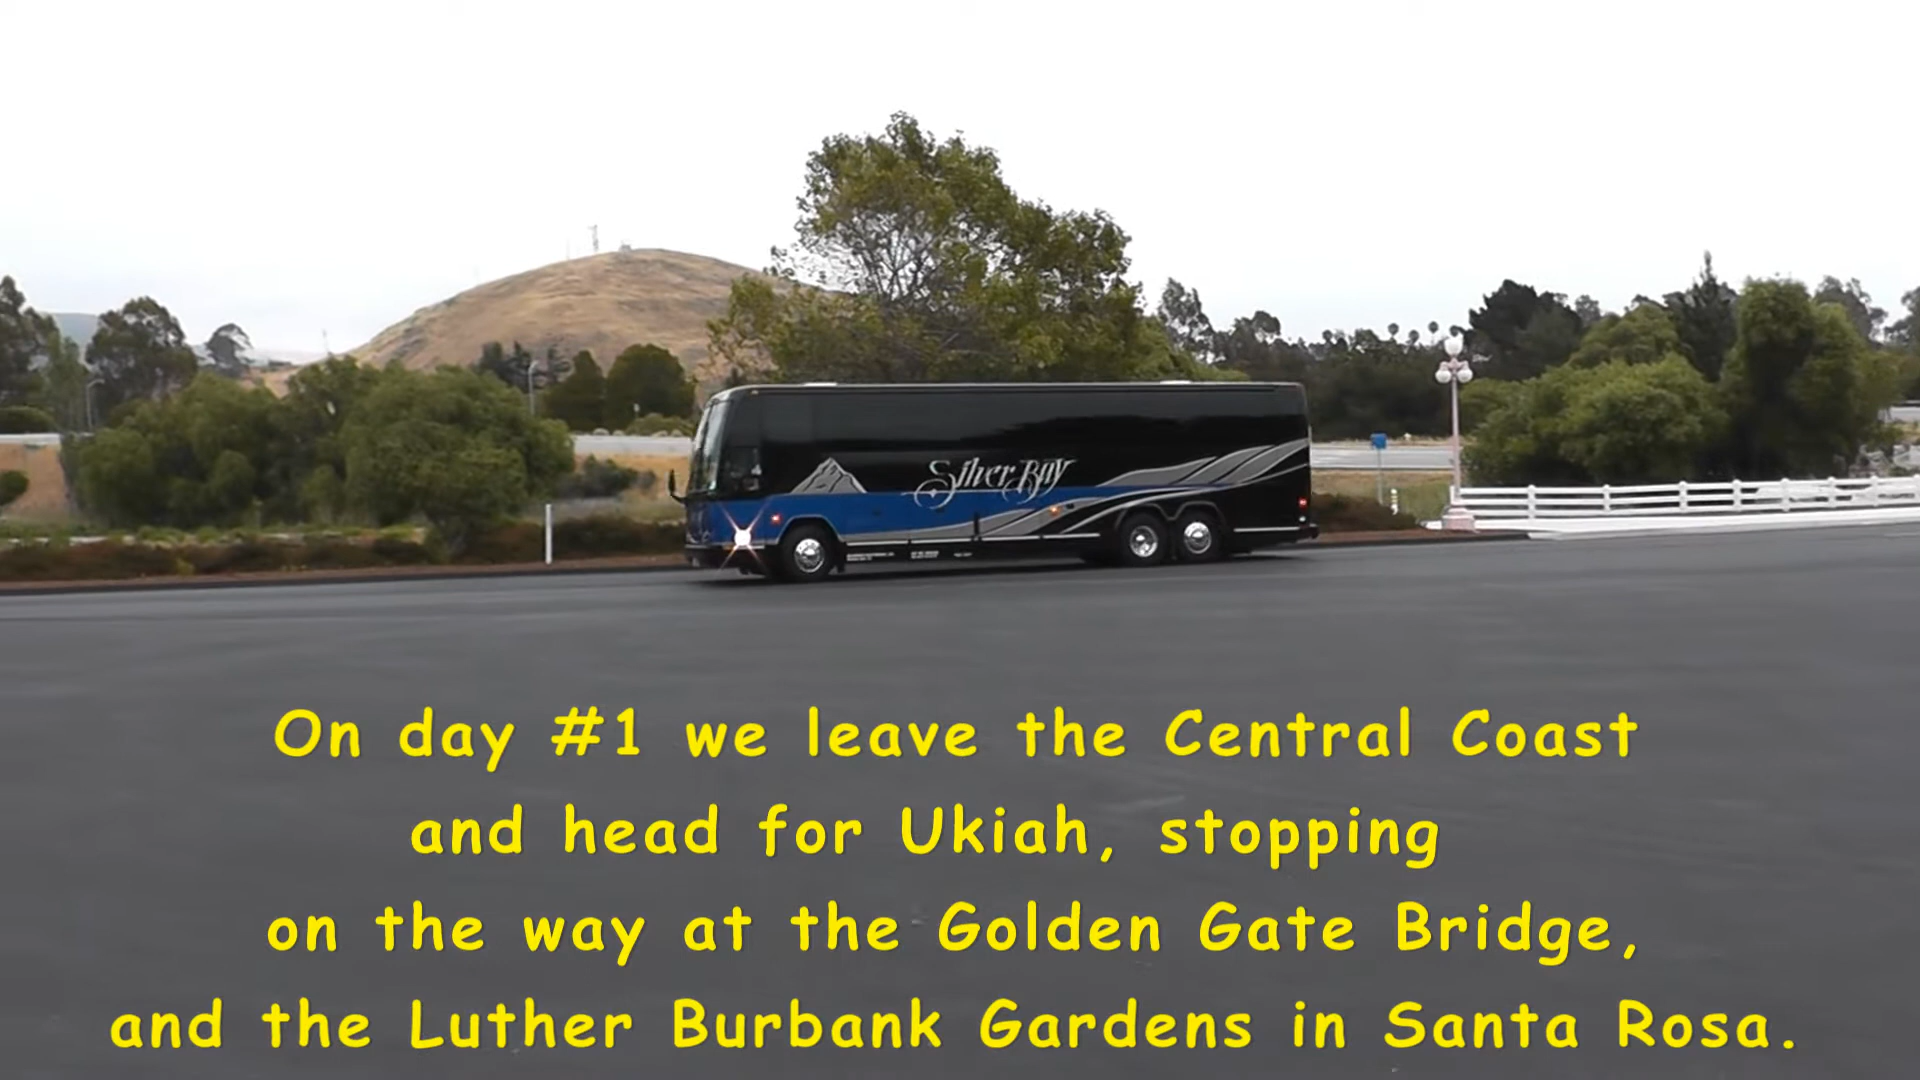 Silver Bay
On day #1 we leave the Central Coast
and head for Ukiah, stopping
on the way at the Golden Gate Bridge,
and the Luther Burbank Gardens in Santa Rosa.